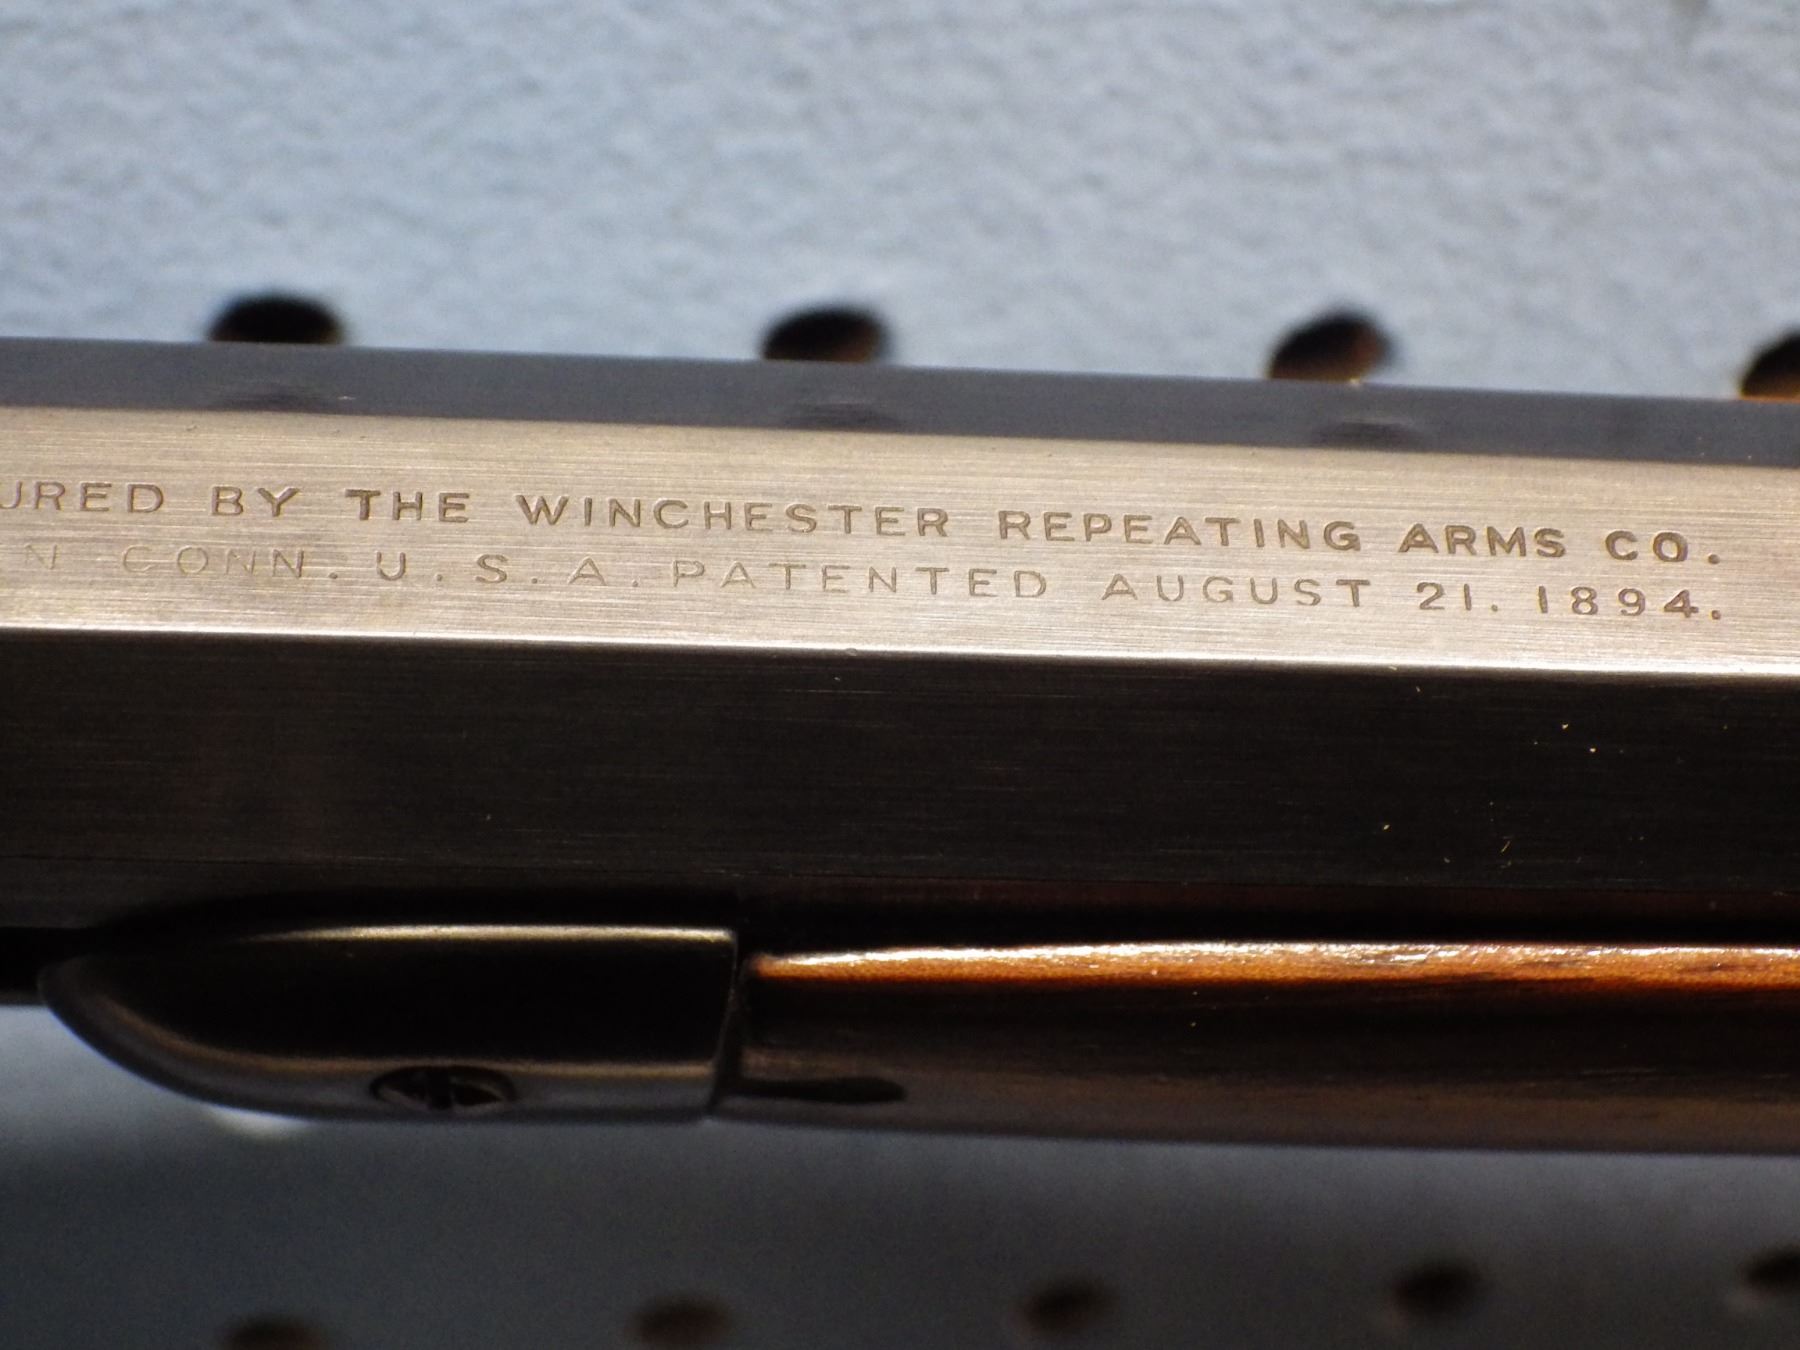 URED BY THE WINCHESTER REPEATING ARMS CO.
N CONN. U.S.A. PATENTED AUGUST 21. 1894.